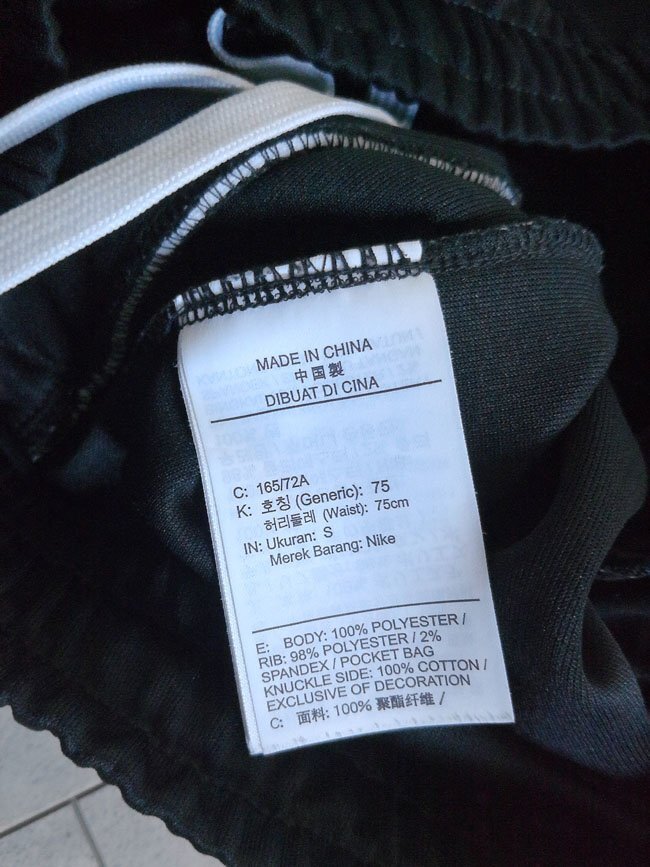 MADE IN CHINA
中国製
DIBUAT DI CINA
C: 165/72A
K: 호칭 (Generic): 75
허리둘레 (Waist): 75cm
IN: Ukuran: S
Merek Barang: Nike
E: BODY: 100% POLYESTER /
RIB: 98% POLYESTER / 2%
SPANDEX / POCKET BAG
KNUCKLE SIDE: 100% COTTON /
EXCLUSIVE OF DECORATION
C: 面料: 100% 聚酯纤维 /